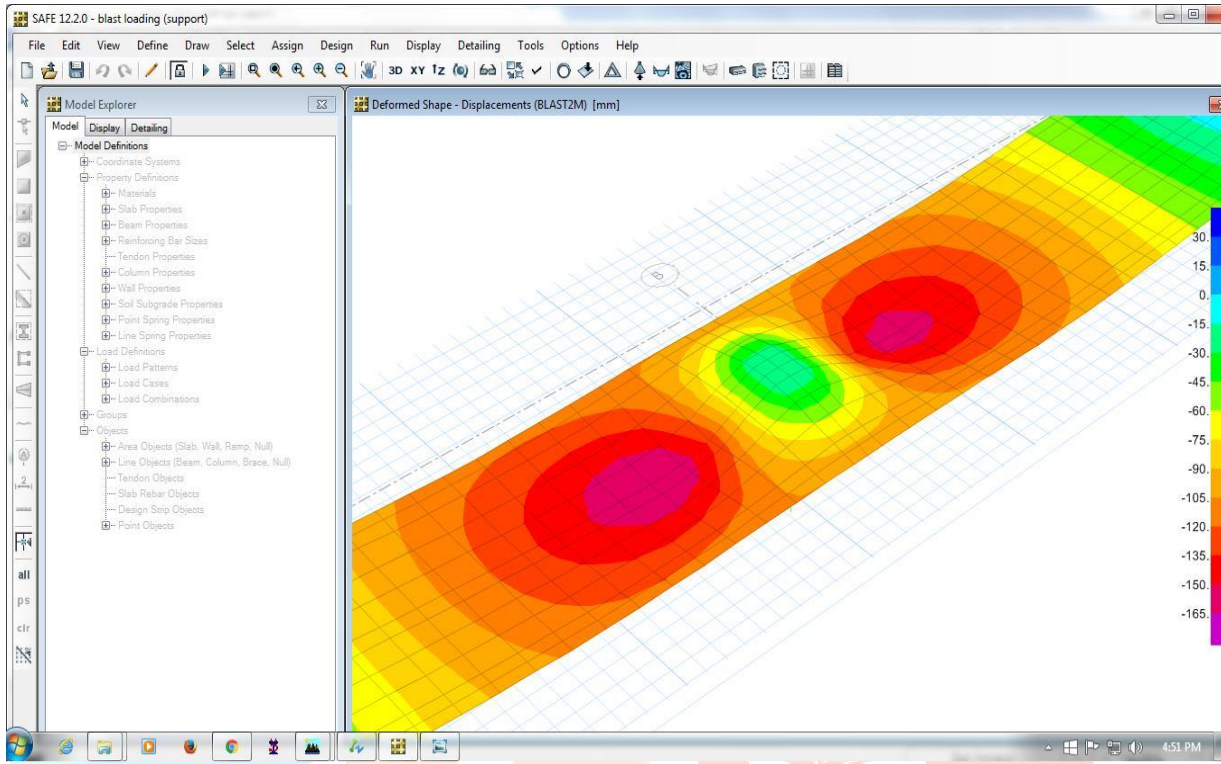 SAFE 12.2.0 - blast loading (support)
File Edit View Define Draw Select Assign Design Run Display Detailing Tools Options Help
3D XY
Model Explorer
Model Display Detailing
Model Definitions
Coordinate Systems
Property Definitions
Materials
Slab Properties
Beam Properties
Reinforcing Bar Sizes
Tendon Properties
Column Properties
Wall Properties
Soil Subgrade Properties
Point Spring Properties
Line Spring Properties
Load Definitions
Load Patterns
Load Cases
Load Combinations
Groups
Objects
Area Objects (Slab, Wall, Ramp, Null)
Line Objects (Beam, Column, Brace, Null)
Tendon Objects
Slab Rebar Objects
Design Strip Objects
Point Objects
all
ps
clr
Deformed Shape - Displacements (BLAST2M) [mm]
B
30.
15.
0.
-15.
-30.
-45.
-60.
-75.
-90.
-105.
-120.
-135.
-150.
-165.
4:51 PM